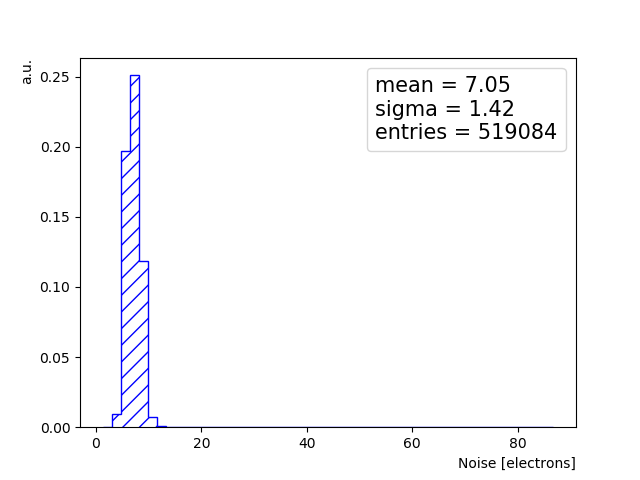 a.u.
0.25
0.20
0.15
0.10
0.05
0.00
mean = 7.05
sigma = 1.42
entries = 519084
0 20 40 60 80
Noise [electrons]